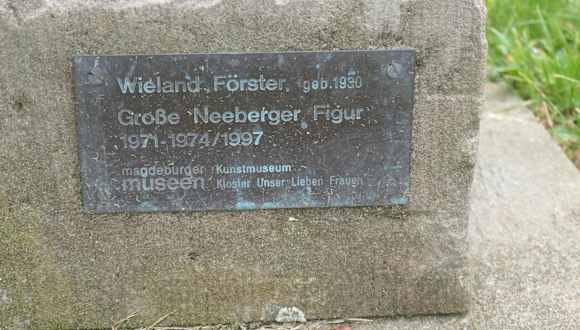 Wieland Förster, geb.1930
Große Neeberger Figur
1971-1974/1997
magdeburger Kunstmuseum
museen Kloster Unser Lieben Frauen